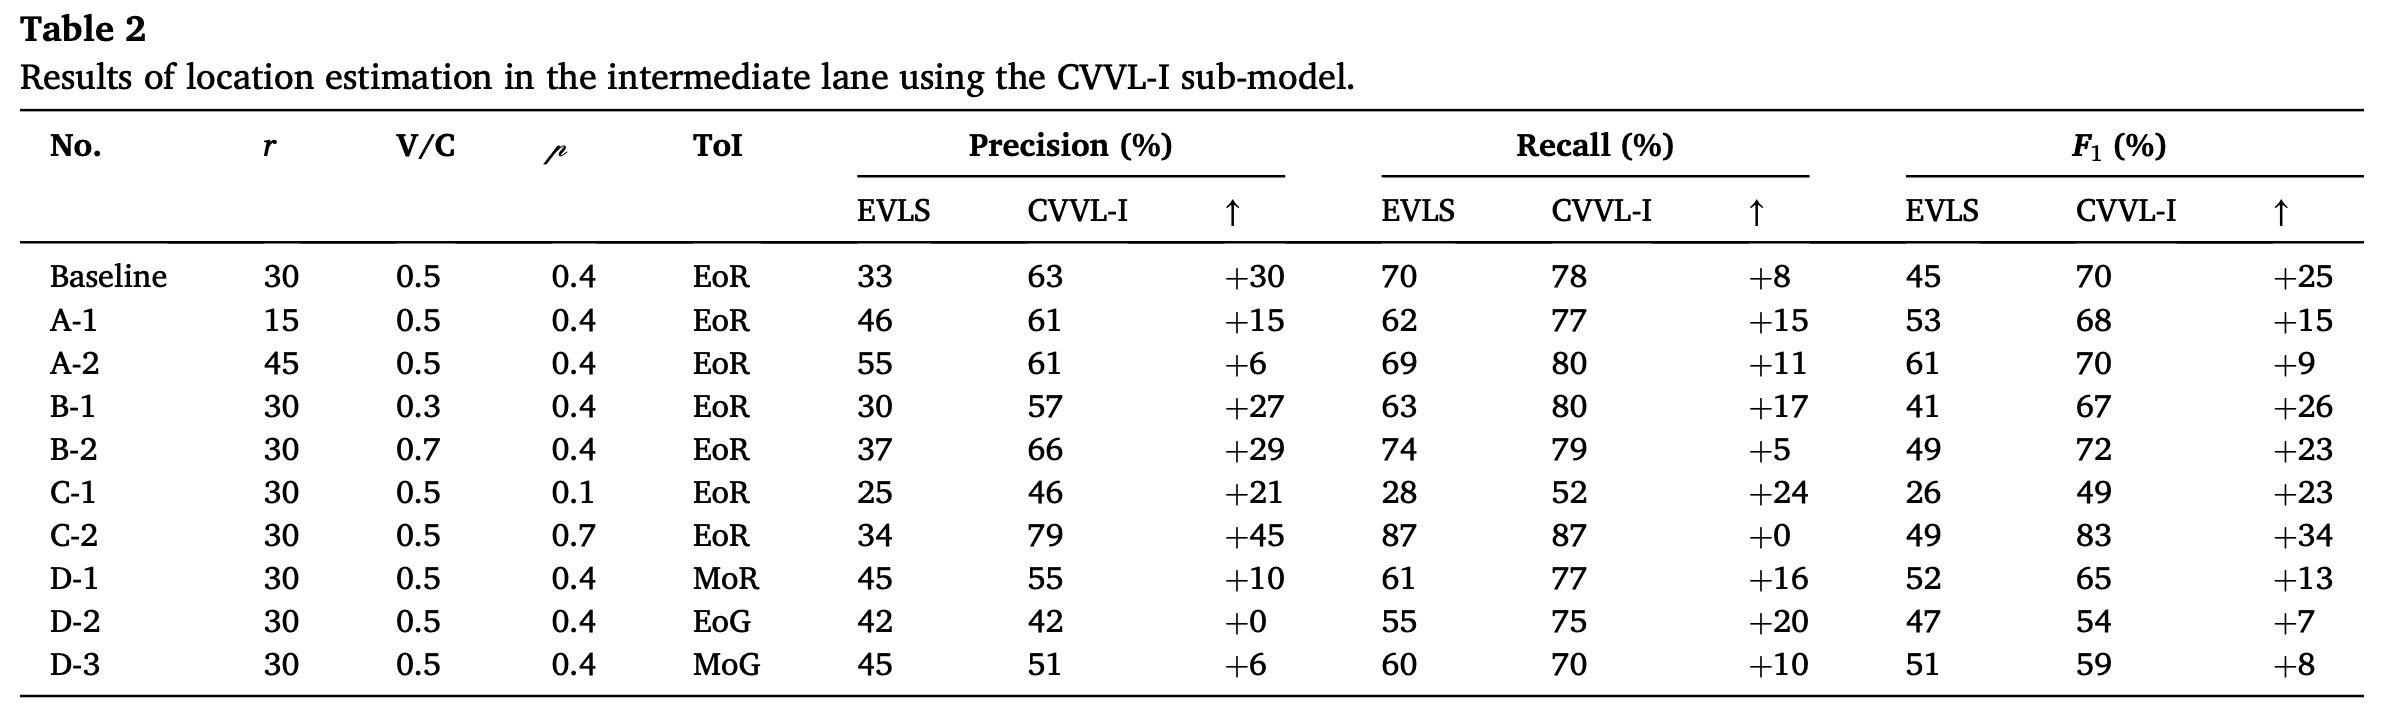 Table 2
Results of location estimation in the intermediate lane using the CVVL-I sub-model.
No. r V/C 𝓅 ToI Precision (%) Recall (%) F₁ (%)
EVLS CVVL-I ↑ EVLS CVVL-I ↑ EVLS CVVL-I ↑
Baseline 30 0.5 0.4 EoR 33 63 +30 70 78 +8 45 70 +25
A-1 15 0.5 0.4 EoR 46 61 +15 62 77 +15 53 68 +15
A-2 45 0.5 0.4 EoR 55 61 +6 69 80 +11 61 70 +9
B-1 30 0.3 0.4 EoR 30 57 +27 63 80 +17 41 67 +26
B-2 30 0.7 0.4 EoR 37 66 +29 74 79 +5 49 72 +23
C-1 30 0.5 0.1 EoR 25 46 +21 28 52 +24 26 49 +23
C-2 30 0.5 0.7 EoR 34 79 +45 87 87 +0 49 83 +34
D-1 30 0.5 0.4 MoR 45 55 +10 61 77 +16 52 65 +13
D-2 30 0.5 0.4 EoG 42 42 +0 55 75 +20 47 54 +7
D-3 30 0.5 0.4 MoG 45 51 +6 60 70 +10 51 59 +8